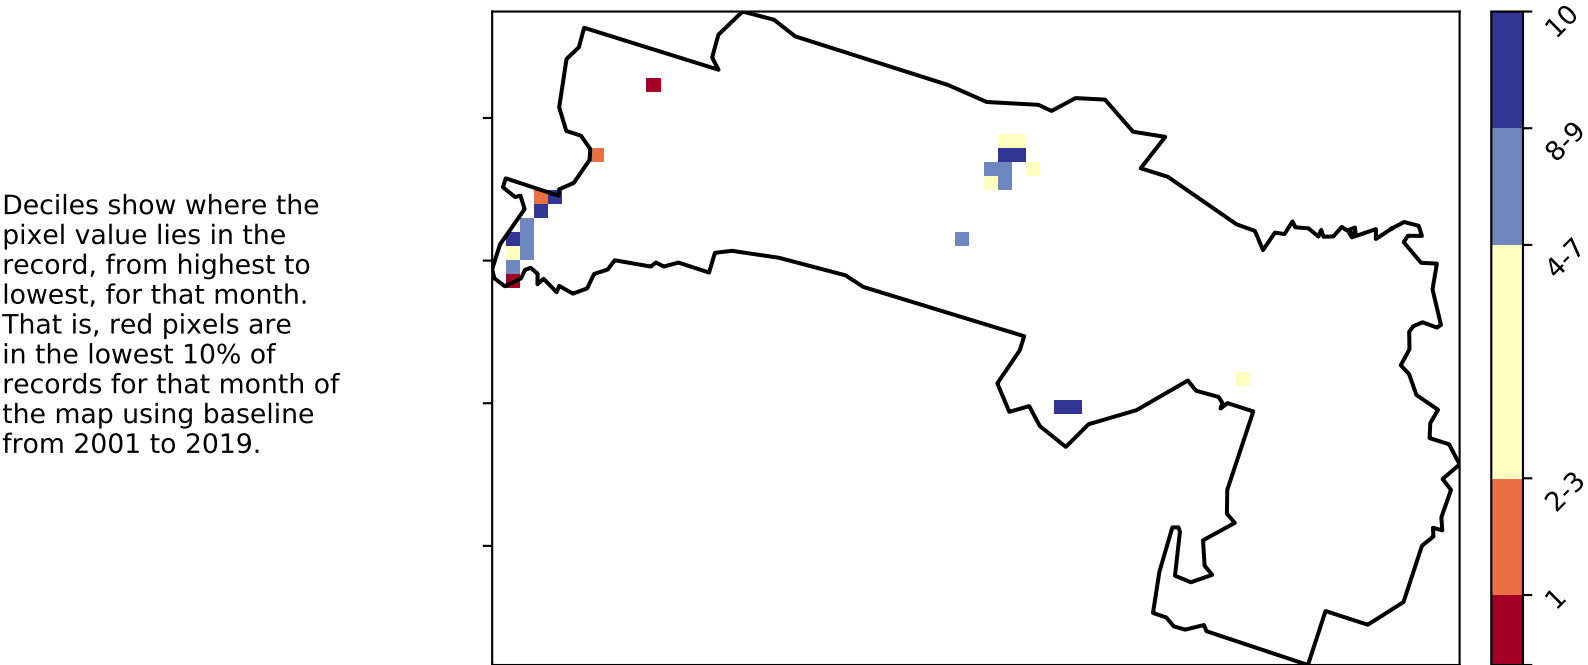 Deciles show where the
pixel value lies in the
record, from highest to
lowest, for that month.
That is, red pixels are
in the lowest 10% of
records for that month of
the map using baseline
from 2001 to 2019.
10
8-9
4-7
2-3
1